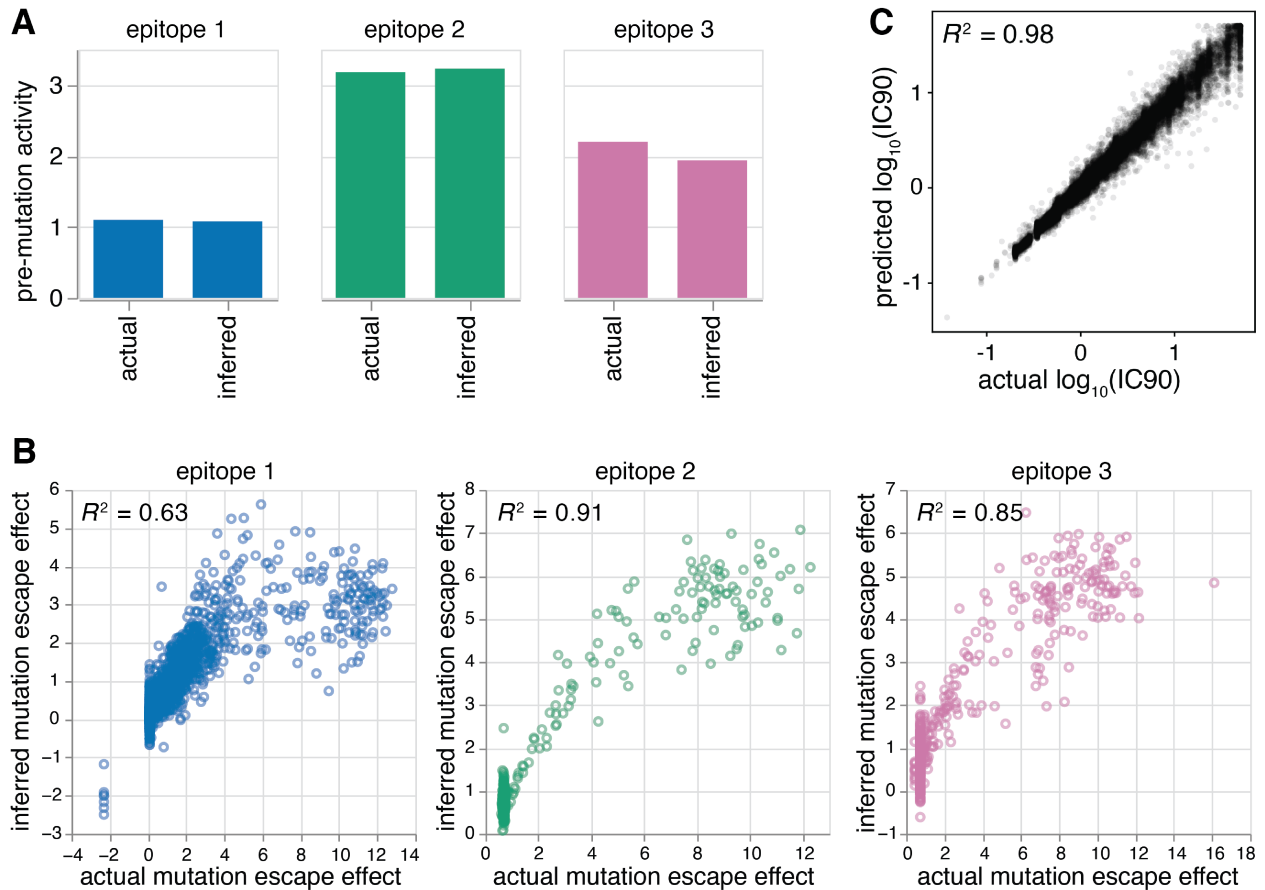 A
epitope 1
epitope 2
epitope 3
pre-mutation activity
3
2
1
0
actual
inferred
actual
inferred
actual
inferred
C
R² = 0.98
predicted log₁₀(IC90)
1
0
-1
-1
0
1
actual log₁₀(IC90)
B
epitope 1
R² = 0.63
inferred mutation escape effect
6
5
4
3
2
1
0
−1
−2
−3
−4
−2
0
2
4
6
8
10
12
14
actual mutation escape effect
epitope 2
R² = 0.91
inferred mutation escape effect
8
7
6
5
4
3
2
1
0
0
2
4
6
8
10
12
actual mutation escape effect
epitope 3
R² = 0.85
inferred mutation escape effect
7
6
5
4
3
2
1
0
−1
0
2
4
6
8
10
12
14
16
18
actual mutation escape effect